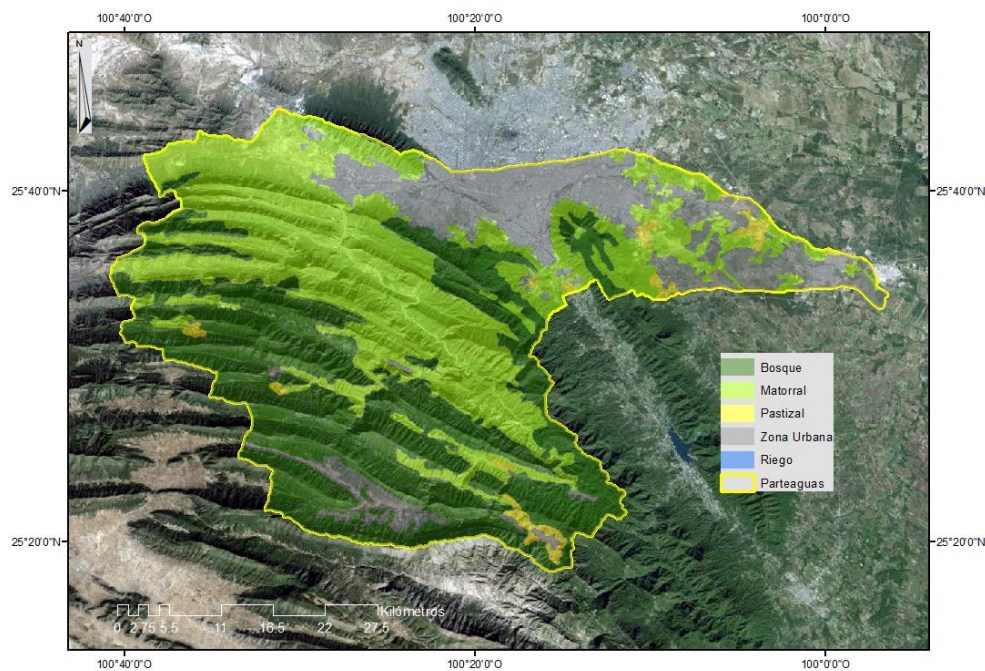 100°40'0"O 100°20'0"O 100°0'0"O
N
25°40'0"N 25°40'0"N
Bosque
Matorral
Pastizal
Zona Urbana
Riego
Parteaguas
25°20'0"N 25°20'0"N
Kilómetros
0 2.75 5.5 11 16.5 22 27.5
100°40'0"O 100°20'0"O 100°0'0"O